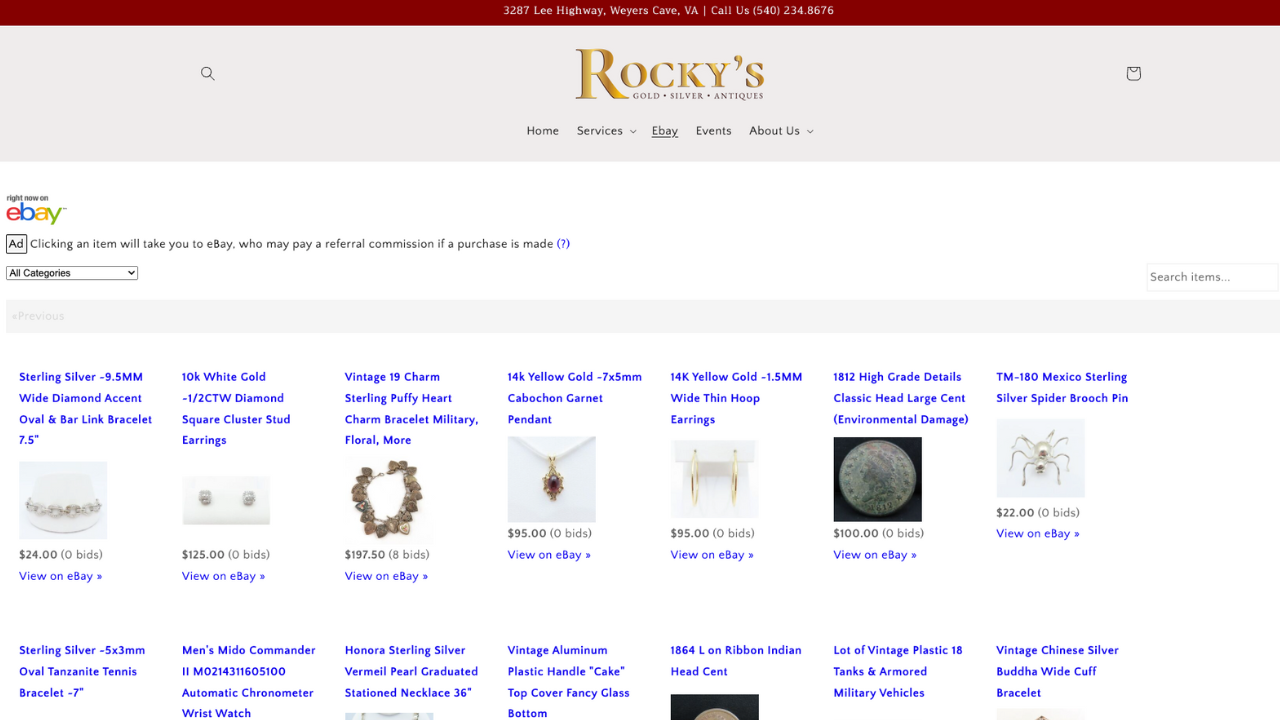 3287 Lee Highway, Weyers Cave, VA | Call Us (540) 234.8676
ROCKY'S
GOLD • SILVER • ANTIQUES
Home Services Ebay Events About Us
right now on
ebay™
Ad Clicking an item will take you to eBay, who may pay a referral commission if a purchase is made (?)
All Categories
Search items...
«Previous
Sterling Silver ~9.5MM
Wide Diamond Accent
Oval & Bar Link Bracelet
7.5"
$24.00 (0 bids)
View on eBay »
10k White Gold
~1/2CTW Diamond
Square Cluster Stud
Earrings
$125.00 (0 bids)
View on eBay »
Vintage 19 Charm
Sterling Puffy Heart
Charm Bracelet Military,
Floral, More
$197.50 (8 bids)
View on eBay »
14k Yellow Gold ~7x5mm
Cabochon Garnet
Pendant
$95.00 (0 bids)
View on eBay »
14K Yellow Gold ~1.5MM
Wide Thin Hoop
Earrings
$95.00 (0 bids)
View on eBay »
1812 High Grade Details
Classic Head Large Cent
(Environmental Damage)
$100.00 (0 bids)
View on eBay »
TM-180 Mexico Sterling
Silver Spider Brooch Pin
$22.00 (0 bids)
View on eBay »
Sterling Silver ~5x3mm
Oval Tanzanite Tennis
Bracelet ~7"
Men's Mido Commander
II M0214311605100
Automatic Chronometer
Wrist Watch
Honora Sterling Silver
Vermeil Pearl Graduated
Stationed Necklace 36"
Vintage Aluminum
Plastic Handle "Cake"
Top Cover Fancy Glass
Bottom
1864 L on Ribbon Indian
Head Cent
Lot of Vintage Plastic 18
Tanks & Armored
Military Vehicles
Vintage Chinese Silver
Buddha Wide Cuff
Bracelet